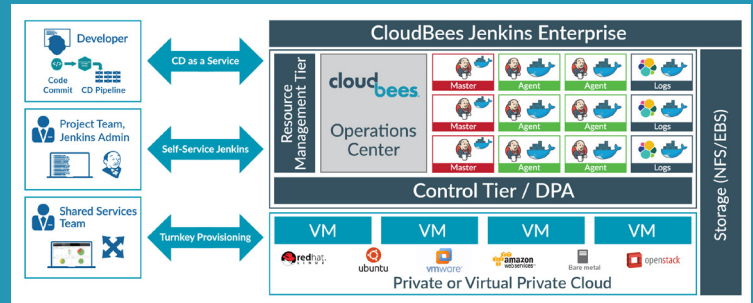 Developer
Code
Commit
CD Pipeline
Project Team,
Jenkins Admin
Shared Services
Team
CD as a Service
Self-Service Jenkins
Turnkey Provisioning
CloudBees Jenkins Enterprise
Resource
Management Tier
cloudbees
Operations
Center
Master Agent Agent Logs
Master Agent Agent Logs
Master Agent Agent Logs
Control Tier / DPA
Storage (NFS/EBS)
VM VM VM VM
redhat.
LINUX
ubuntu
vmware
amazon
web services
Bare metal
openstack
Private or Virtual Private Cloud